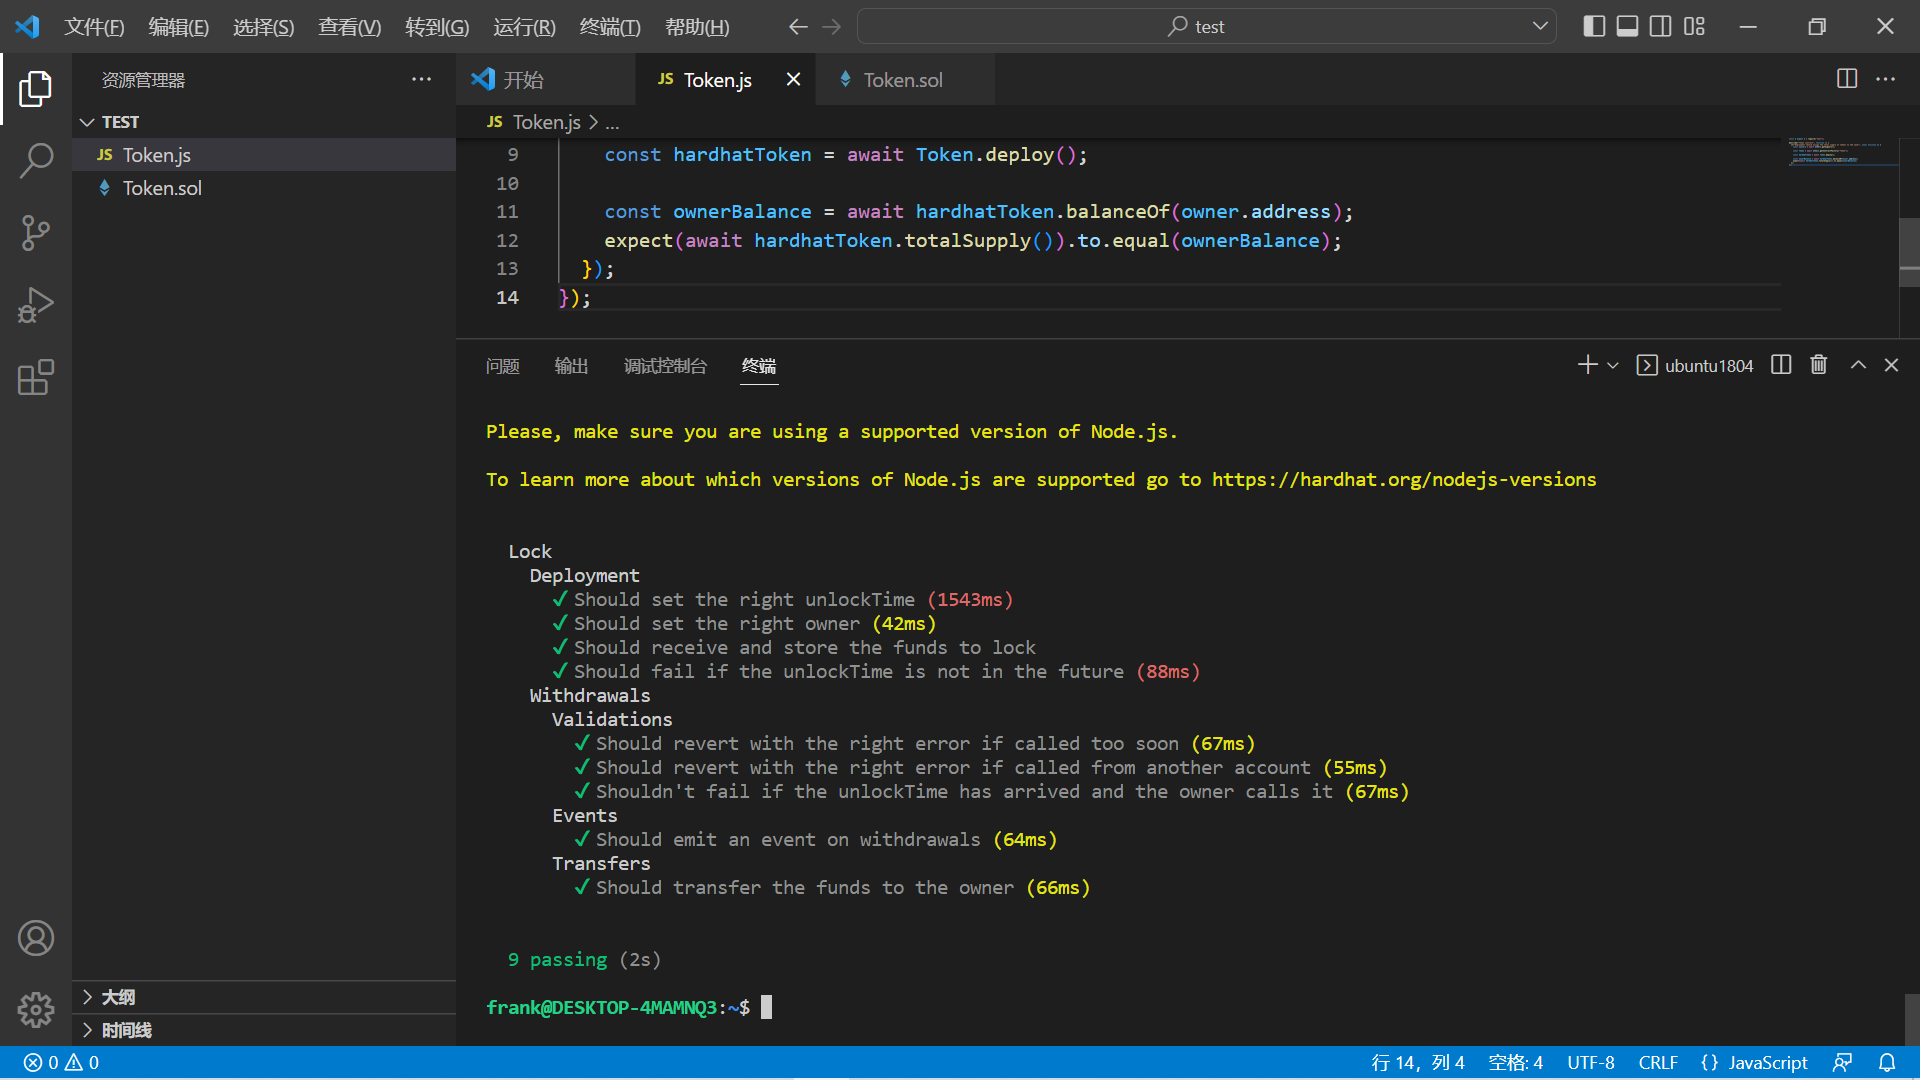 文件(F) 编辑(E) 选择(S) 查看(V) 转到(G) 运行(R) 终端(T) 帮助(H) test
资源管理器
TEST
JS Token.js
Token.sol
大纲
时间线
开始 JS Token.js Token.sol
JS Token.js > ...
9 const hardhatToken = await Token.deploy();
10
11 const ownerBalance = await hardhatToken.balanceOf(owner.address);
12 expect(await hardhatToken.totalSupply()).to.equal(ownerBalance);
13 });
14 });
问题 输出 调试控制台 终端 ubuntu1804
Please, make sure you are using a supported version of Node.js.
To learn more about which versions of Node.js are supported go to https://hardhat.org/nodejs-versions
Lock
Deployment
✓ Should set the right unlockTime (1543ms)
✓ Should set the right owner (42ms)
✓ Should receive and store the funds to lock
✓ Should fail if the unlockTime is not in the future (88ms)
Withdrawals
Validations
✓ Should revert with the right error if called too soon (67ms)
✓ Should revert with the right error if called from another account (55ms)
✓ Shouldn't fail if the unlockTime has arrived and the owner calls it (67ms)
Events
✓ Should emit an event on withdrawals (64ms)
Transfers
✓ Should transfer the funds to the owner (66ms)
9 passing (2s)
frank@DESKTOP-4MAMNQ3:~$
0 0 行 14，列 4 空格: 4 UTF-8 CRLF {} JavaScript